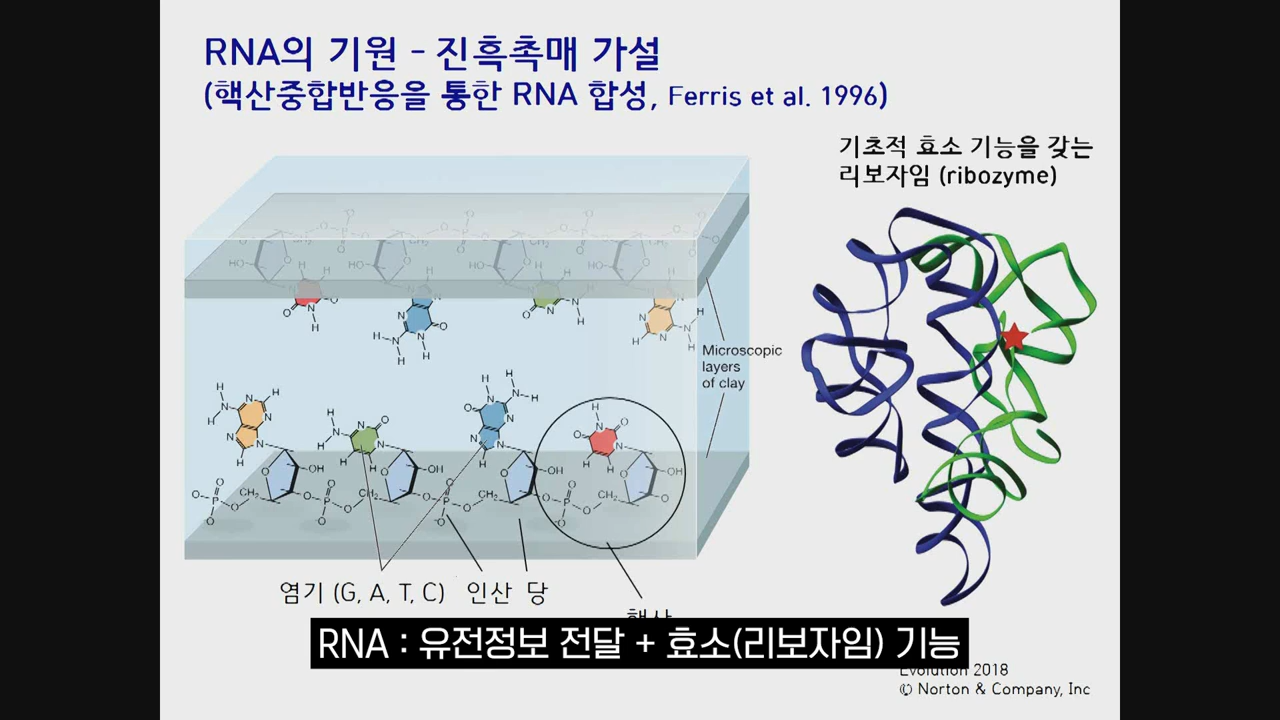 RNA의 기원 - 진흑촉매 가설
(핵산중합반응을 통한 RNA 합성, Ferris et al. 1996)
기초적 효소 기능을 갖는
리보자임 (ribozyme)
Microscopic
layers
of clay
염기 (G, A, T, C) 인산 당
핵산
RNA : 유전정보 전달 + 효소(리보자임) 기능
Evolution 2018
© Norton & Company, Inc